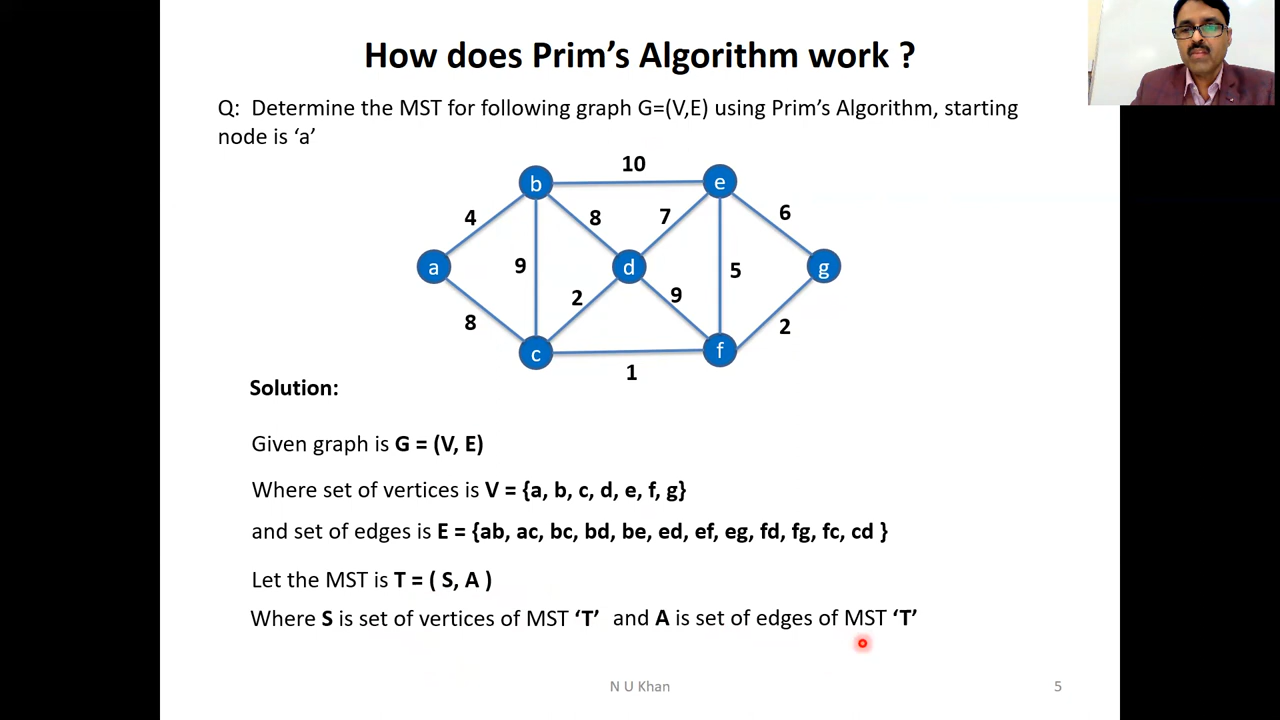 How does Prim’s Algorithm work ?
Q:  Determine the MST for following graph G=(V,E) using Prim’s Algorithm, starting
node is ‘a’
10
b
e
4
8
7
6
a
9
d
5
g
2
9
8
2
c
f
1
Solution:
Given graph is G = (V, E)
Where set of vertices is V = {a, b, c, d, e, f, g}
and set of edges is E = {ab, ac, bc, bd, be, ed, ef, eg, fd, fg, fc, cd }
Let the MST is T = ( S, A )
Where S is set of vertices of MST ‘T’  and A is set of edges of MST ‘T’
N U Khan
5